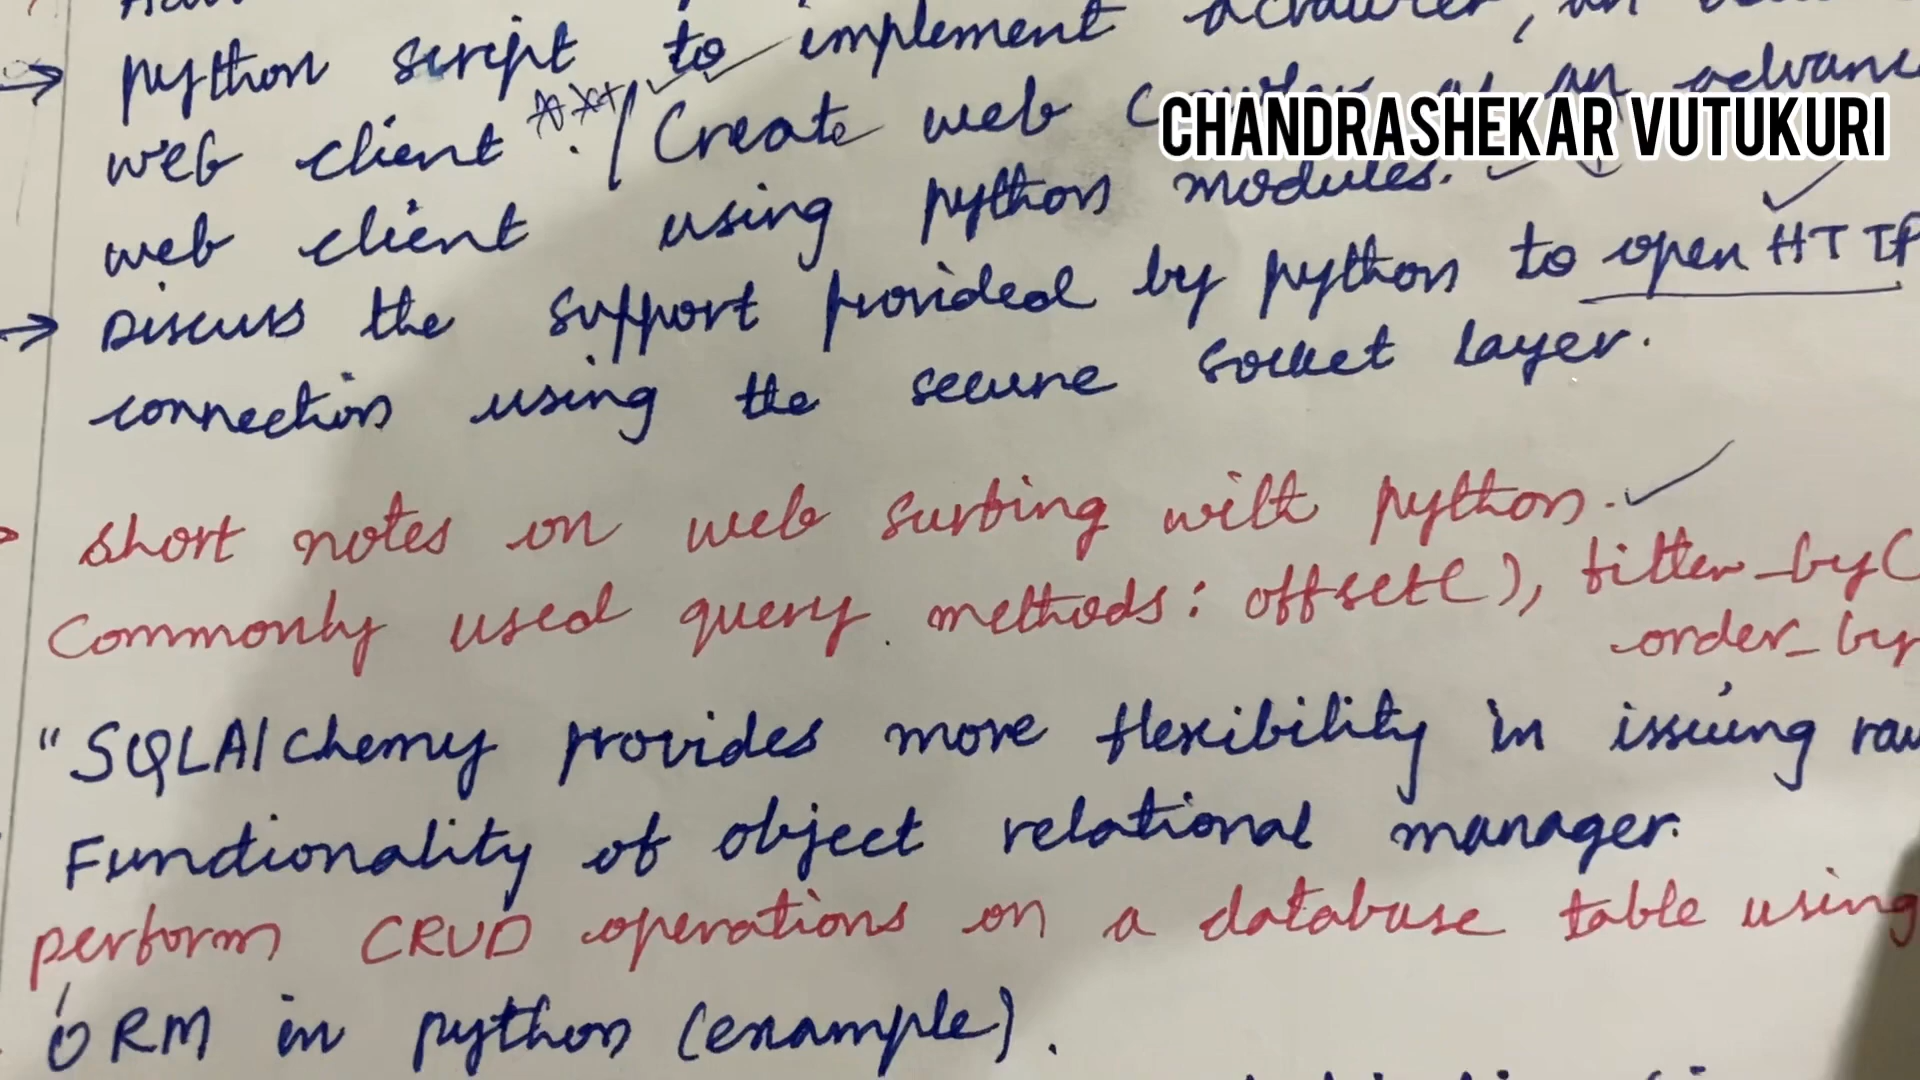 python script to implement
web client *** . / Create web an advanc
CHANDRASHEKAR VUTUKURI
web client using python modules.
→ Discuss the support provided by python to open HTTP
connection using the secure socket layer.
short notes on web surfing with python.
Commonly used query methods: offset(), filter_by(
order_by
"SQLAlchemy provides more flexibility in issuing raw
Functionality of object relational manager.
perform CRUD operations on a database table using
ORM in python (example).